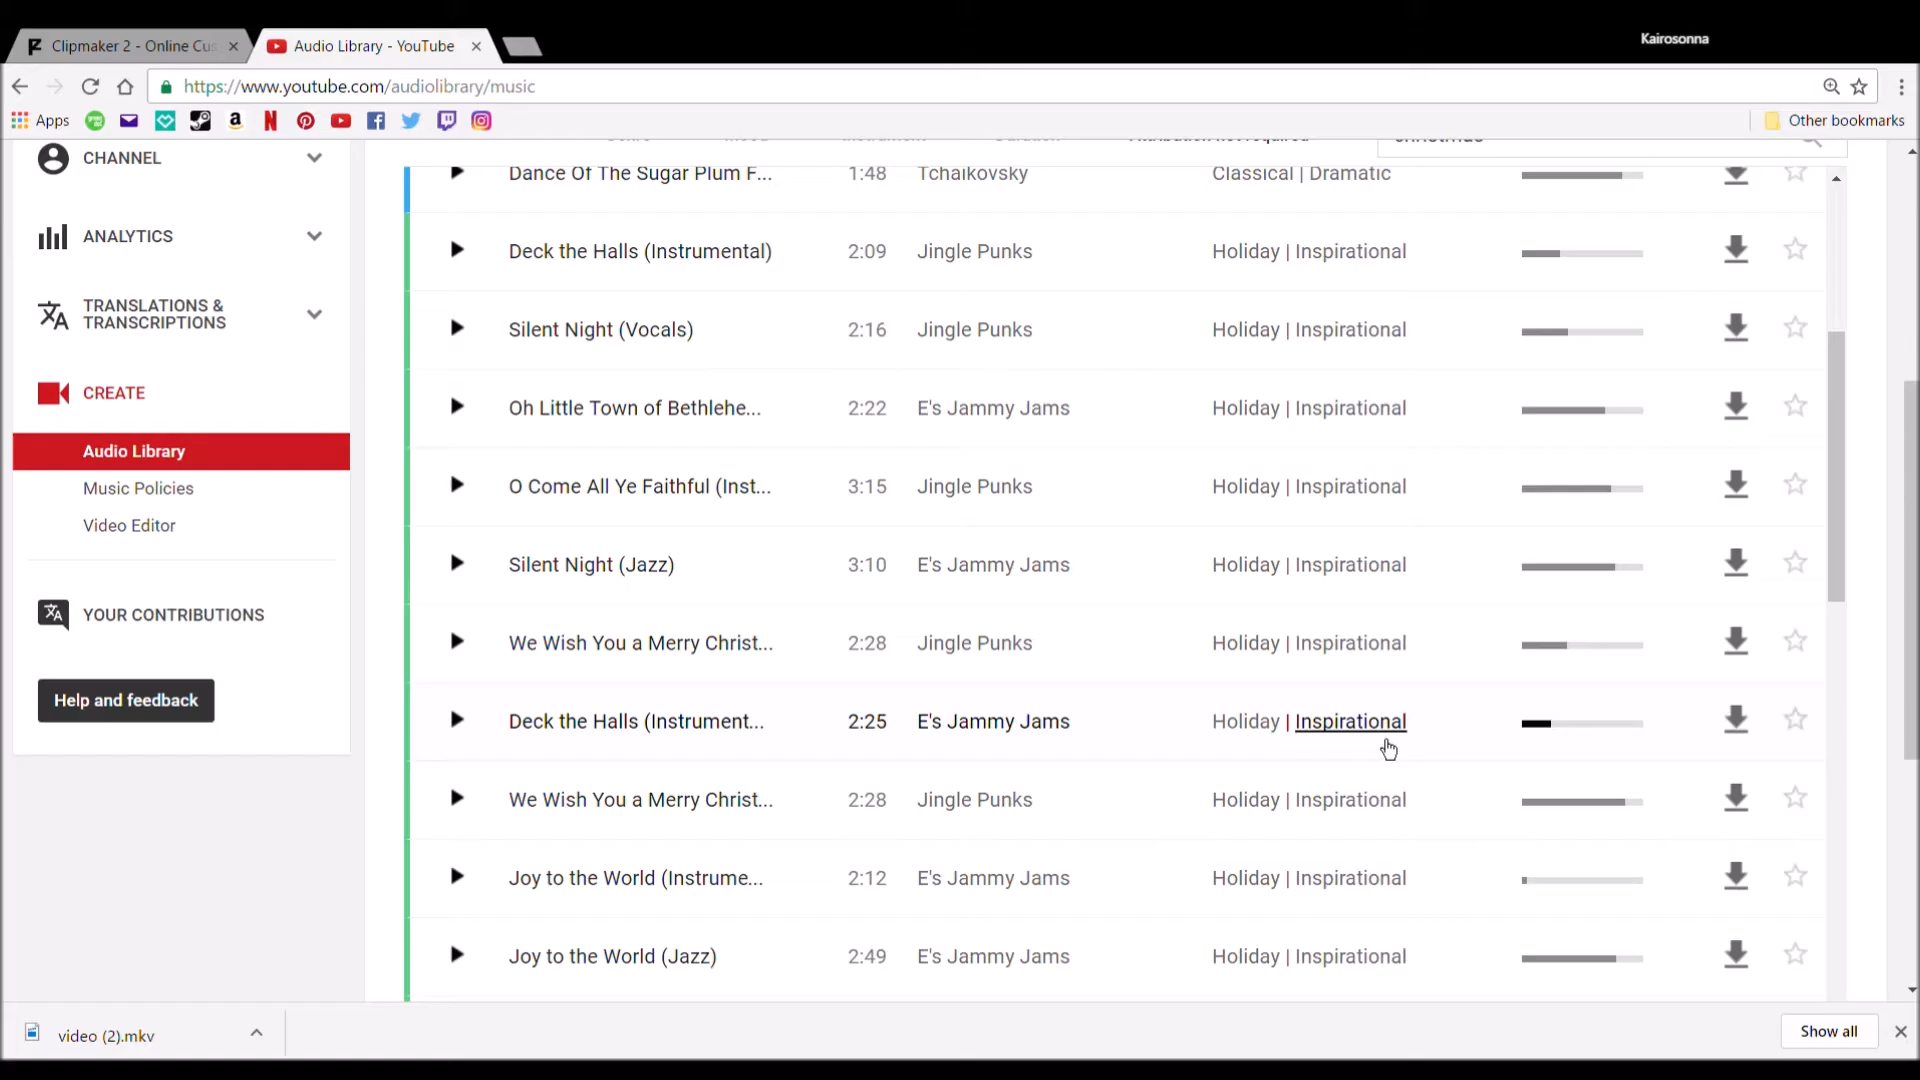 Clipmaker 2 - Online Cus
Audio Library - YouTube
Kairosonna
https://www.youtube.com/audiolibrary/music
Apps
Other bookmarks
CHANNEL
ANALYTICS
TRANSLATIONS &
TRANSCRIPTIONS
CREATE
Audio Library
Music Policies
Video Editor
YOUR CONTRIBUTIONS
Help and feedback
Attribution not required
christmas
Dance Of The Sugar Plum F... 1:48 Tchaikovsky Classical | Dramatic
Deck the Halls (Instrumental) 2:09 Jingle Punks Holiday | Inspirational
Silent Night (Vocals) 2:16 Jingle Punks Holiday | Inspirational
Oh Little Town of Bethlehe... 2:22 E's Jammy Jams Holiday | Inspirational
O Come All Ye Faithful (Inst... 3:15 Jingle Punks Holiday | Inspirational
Silent Night (Jazz) 3:10 E's Jammy Jams Holiday | Inspirational
We Wish You a Merry Christ... 2:28 Jingle Punks Holiday | Inspirational
Deck the Halls (Instrument... 2:25 E's Jammy Jams Holiday | Inspirational
We Wish You a Merry Christ... 2:28 Jingle Punks Holiday | Inspirational
Joy to the World (Instrume... 2:12 E's Jammy Jams Holiday | Inspirational
Joy to the World (Jazz) 2:49 E's Jammy Jams Holiday | Inspirational
video (2).mkv
Show all